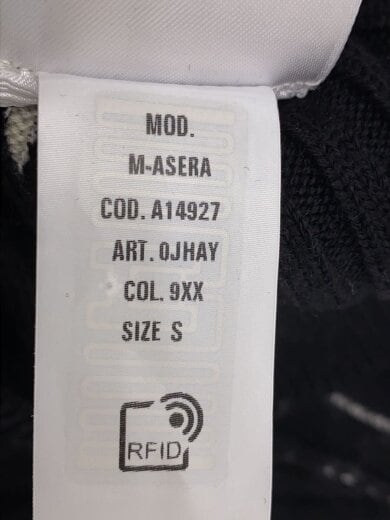 MOD.
M-ASERA
COD. A14927
ART. 0JHAY
COL. 9XX
SIZE S
RFID